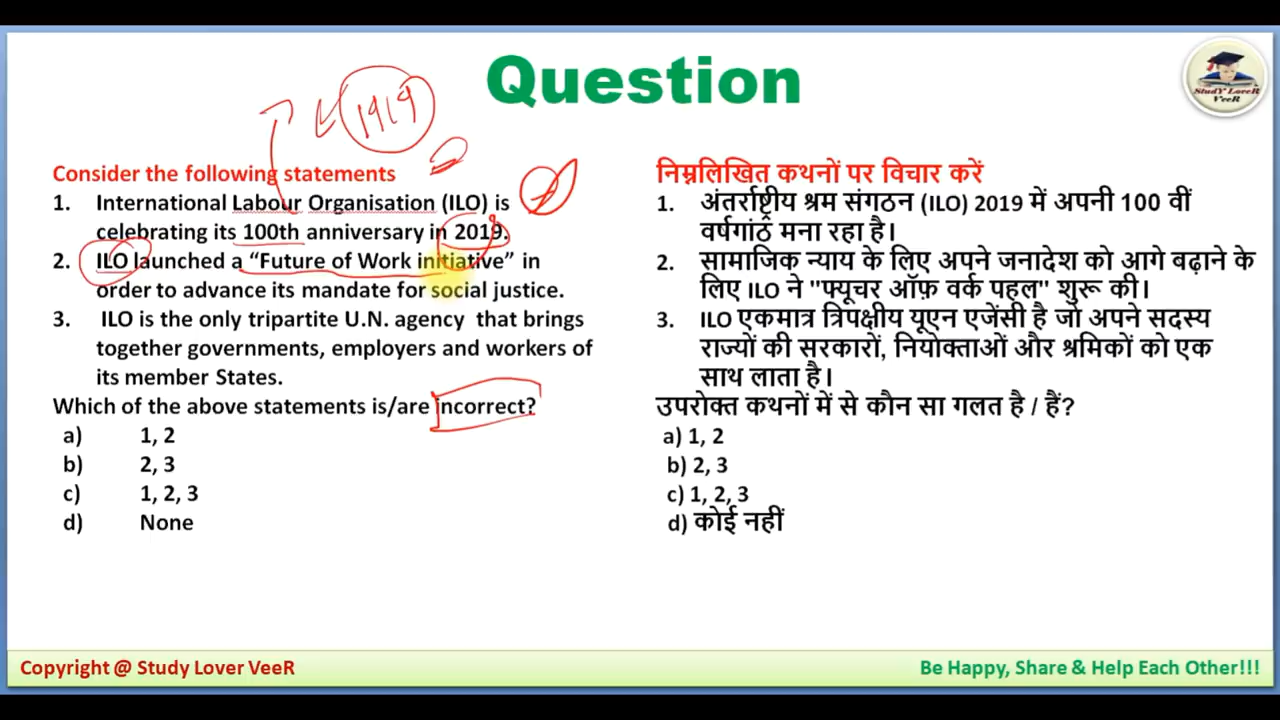 Question
StudY LoveR
VeeR
1919
Consider the following statements
1. International Labour Organisation (ILO) is
celebrating its 100th anniversary in 2019.
2. ILO launched a “Future of Work initiative” in
order to advance its mandate for social justice.
3. ILO is the only tripartite U.N. agency that brings
together governments, employers and workers of
its member States.
Which of the above statements is/are incorrect?
a) 1, 2
b) 2, 3
c) 1, 2, 3
d) None
निम्नलिखित कथनों पर विचार करें
1. अंतर्राष्ट्रीय श्रम संगठन (ILO) 2019 में अपनी 100 वीं
वर्षगांठ मना रहा है।
2. सामाजिक न्याय के लिए अपने जनादेश को आगे बढ़ाने के
लिए ILO ने "फ्यूचर ऑफ़ वर्क पहल" शुरू की।
3. ILO एकमात्र त्रिपक्षीय यूएन एजेंसी है जो अपने सदस्य
राज्यों की सरकारों, नियोक्ताओं और श्रमिकों को एक
साथ लाता है।
उपरोक्त कथनों में से कौन सा गलत है / हैं?
a) 1, 2
b) 2, 3
c) 1, 2, 3
d) कोई नहीं
Copyright @ Study Lover VeeR
Be Happy, Share & Help Each Other!!!